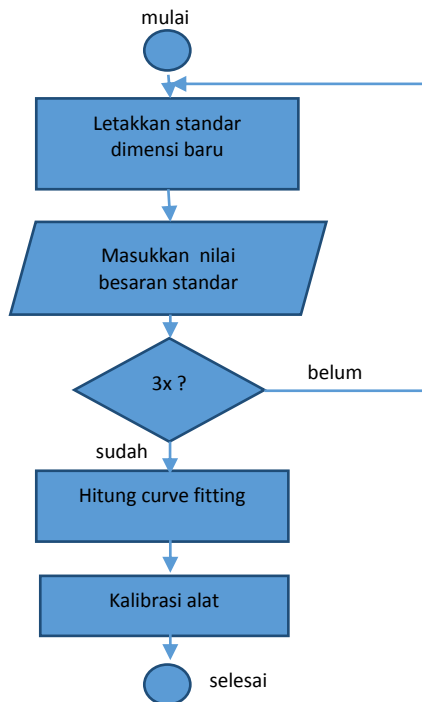 mulai
Letakkan standar
dimensi baru
Masukkan nilai
besaran standar
3x ?
belum
sudah
Hitung curve fitting
Kalibrasi alat
selesai